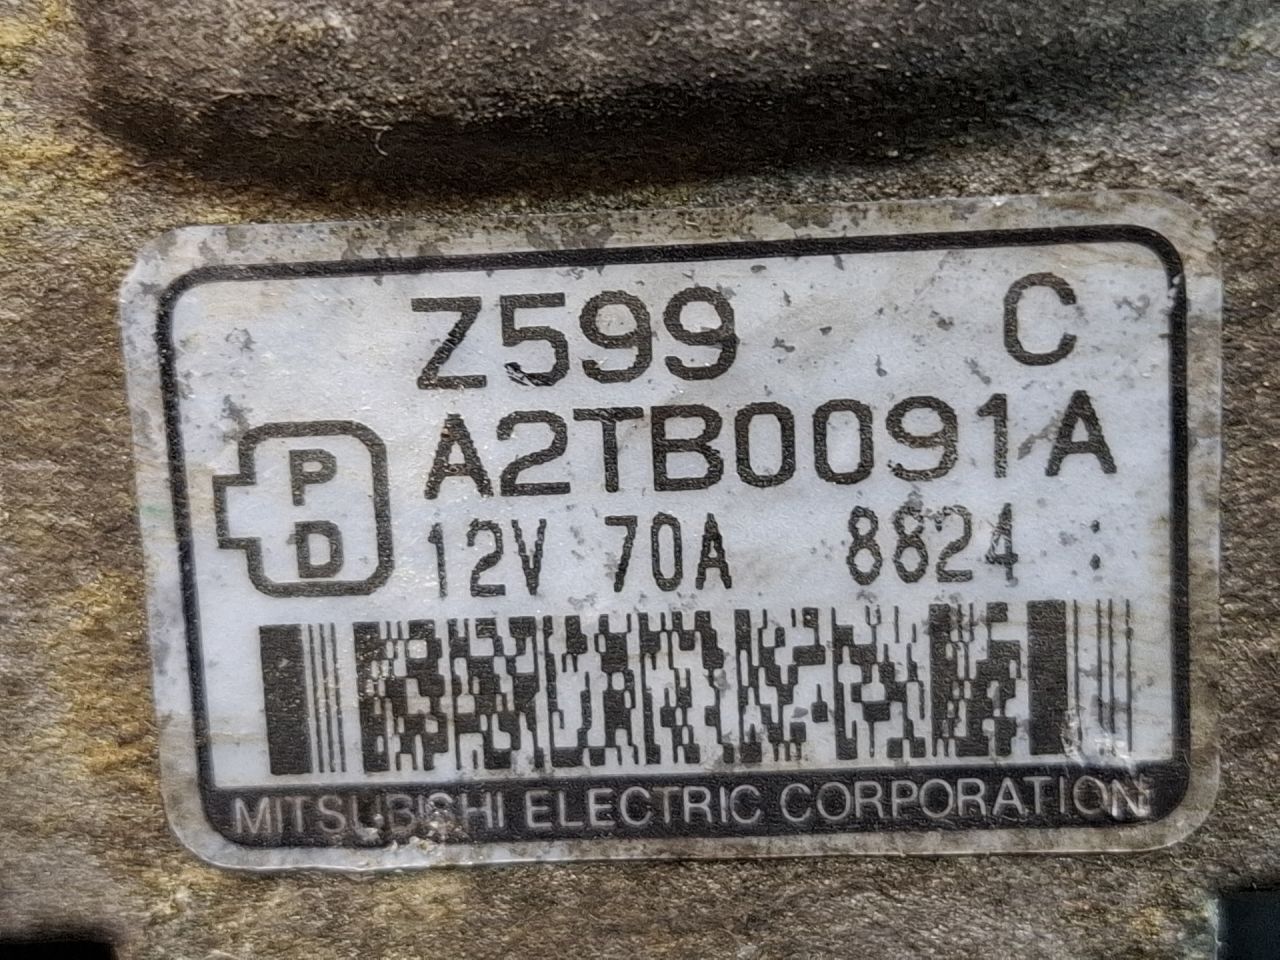 Z599 C
A2TB0091A
P
D
12V 70A 8824 :
MITSUBISHI ELECTRIC CORPORATION